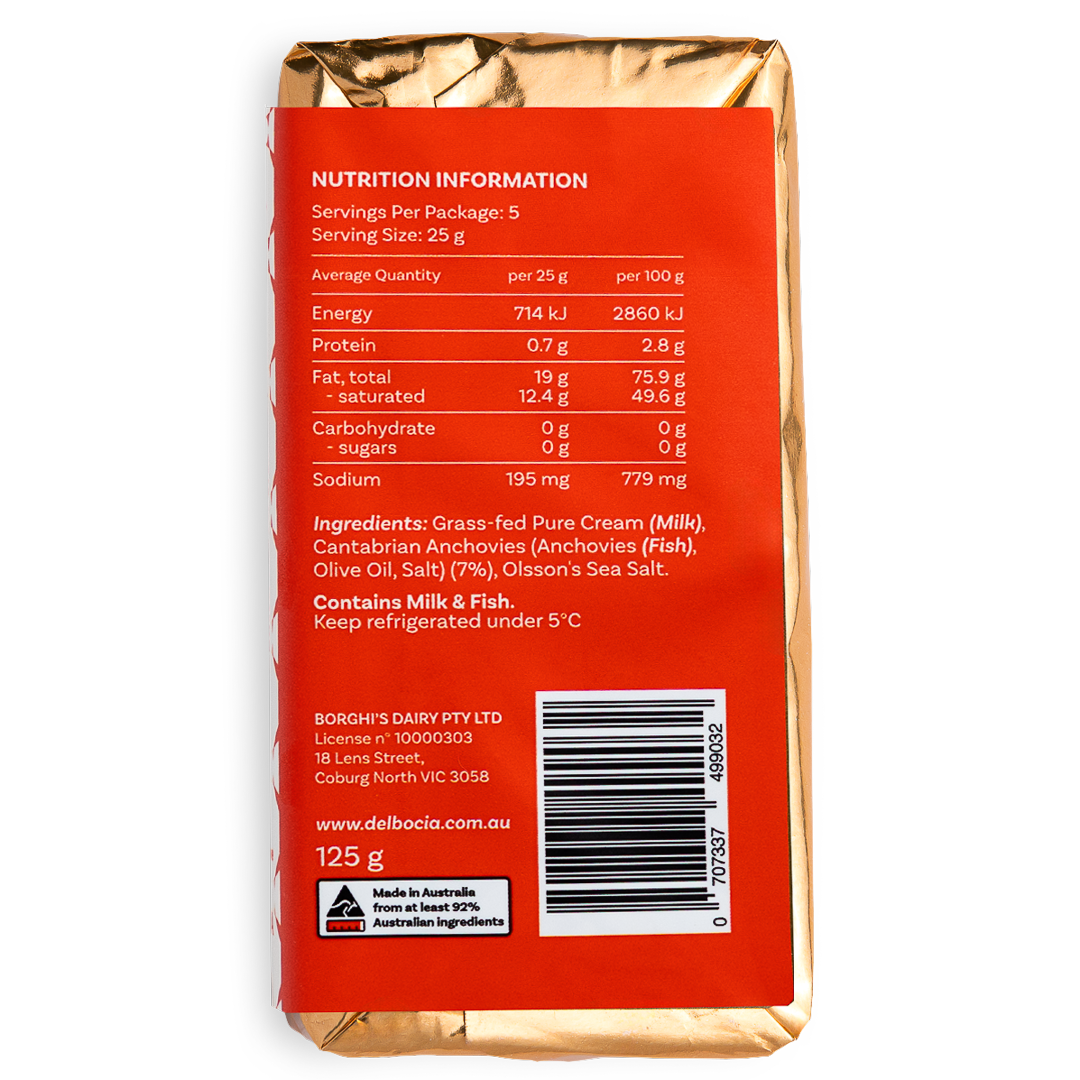 NUTRITION INFORMATION
Servings Per Package: 5
Serving Size: 25 g
Average Quantity per 25 g per 100 g
Energy 714 kJ 2860 kJ
Protein 0.7 g 2.8 g
Fat, total 19 g 75.9 g
- saturated 12.4 g 49.6 g
Carbohydrate 0 g 0 g
- sugars 0 g 0 g
Sodium 195 mg 779 mg
Ingredients: Grass-fed Pure Cream (Milk),
Cantabrian Anchovies (Anchovies (Fish),
Olive Oil, Salt) (7%), Olsson's Sea Salt.
Contains Milk & Fish.
Keep refrigerated under 5°C
BORGHI'S DAIRY PTY LTD
License n° 10000303
18 Lens Street,
Coburg North VIC 3058
www.delbocia.com.au
125 g
Made in Australia
from at least 92%
Australian ingredients
0 707337 499032